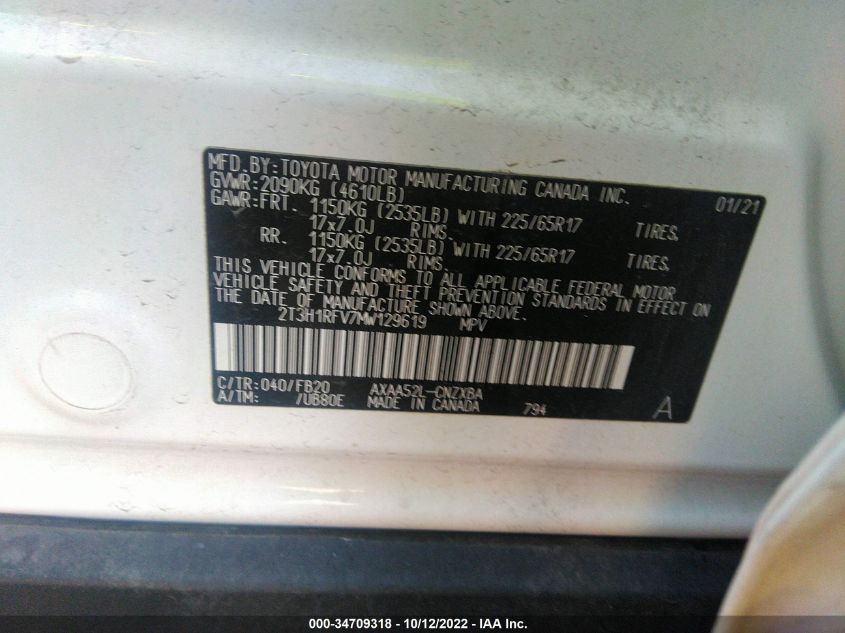 MFD.BY:TOYOTA MOTOR MANUFACTURING CANADA INC. 01/21
GVWR:2090KG (4610LB)
GAWR:FRT. 1150KG (2535LB) WITH 225/65R17 TIRES,
17x7.0J RIMS.
RR. 1150KG (2535LB) WITH 225/65R17 TIRES,
17x7.0J RIMS.
THIS VEHICLE CONFORMS TO ALL APPLICABLE FEDERAL MOTOR
VEHICLE SAFETY AND THEFT PREVENTION STANDARDS IN EFFECT ON
THE DATE OF MANUFACTURE SHOWN ABOVE.
2T3H1RFV7MW129619 MPV
C/TR:040/FB20 AXAA52L-CNZXBA
A/TM: /UB80E MADE IN CANADA 794 A
000-34709318 - 10/12/2022 - IAA Inc.